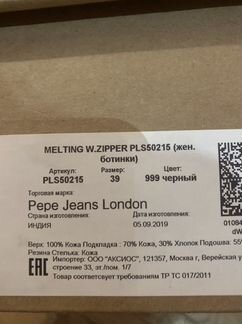 MELTING W.ZIPPER PLS50215 (жен.
ботинки)
Артикул: Размер: Цвет:
PLS50215 39 999 черный
Торговая марка:
Pepe Jeans London
Страна изготовления: Дата изготовления:
ИНДИЯ 05.09.2019
Верх: 100% Кожа Подкладка : 70% Кожа, 30% Хлопок Подошва: 55%
Резина Стелька: Кожа
ЕАС Импортер: ООО "АКСИОС", 121357, Москва г, Верейская у
строение 33, эт./пом. 1/7
Товар соответствует требованиям ТР ТС 017/2011
0108
dW